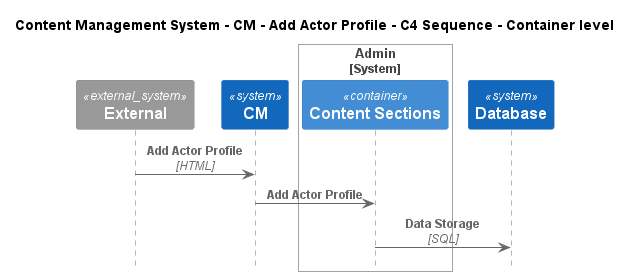 Content Management System - CM - Add Actor Profile - C4 Sequence - Container level
Admin
[System]
«external_system»
External
«system»
CM
«container»
Content Sections
«system»
Database
Add Actor Profile
[HTML]
Add Actor Profile
Data Storage
[SQL]